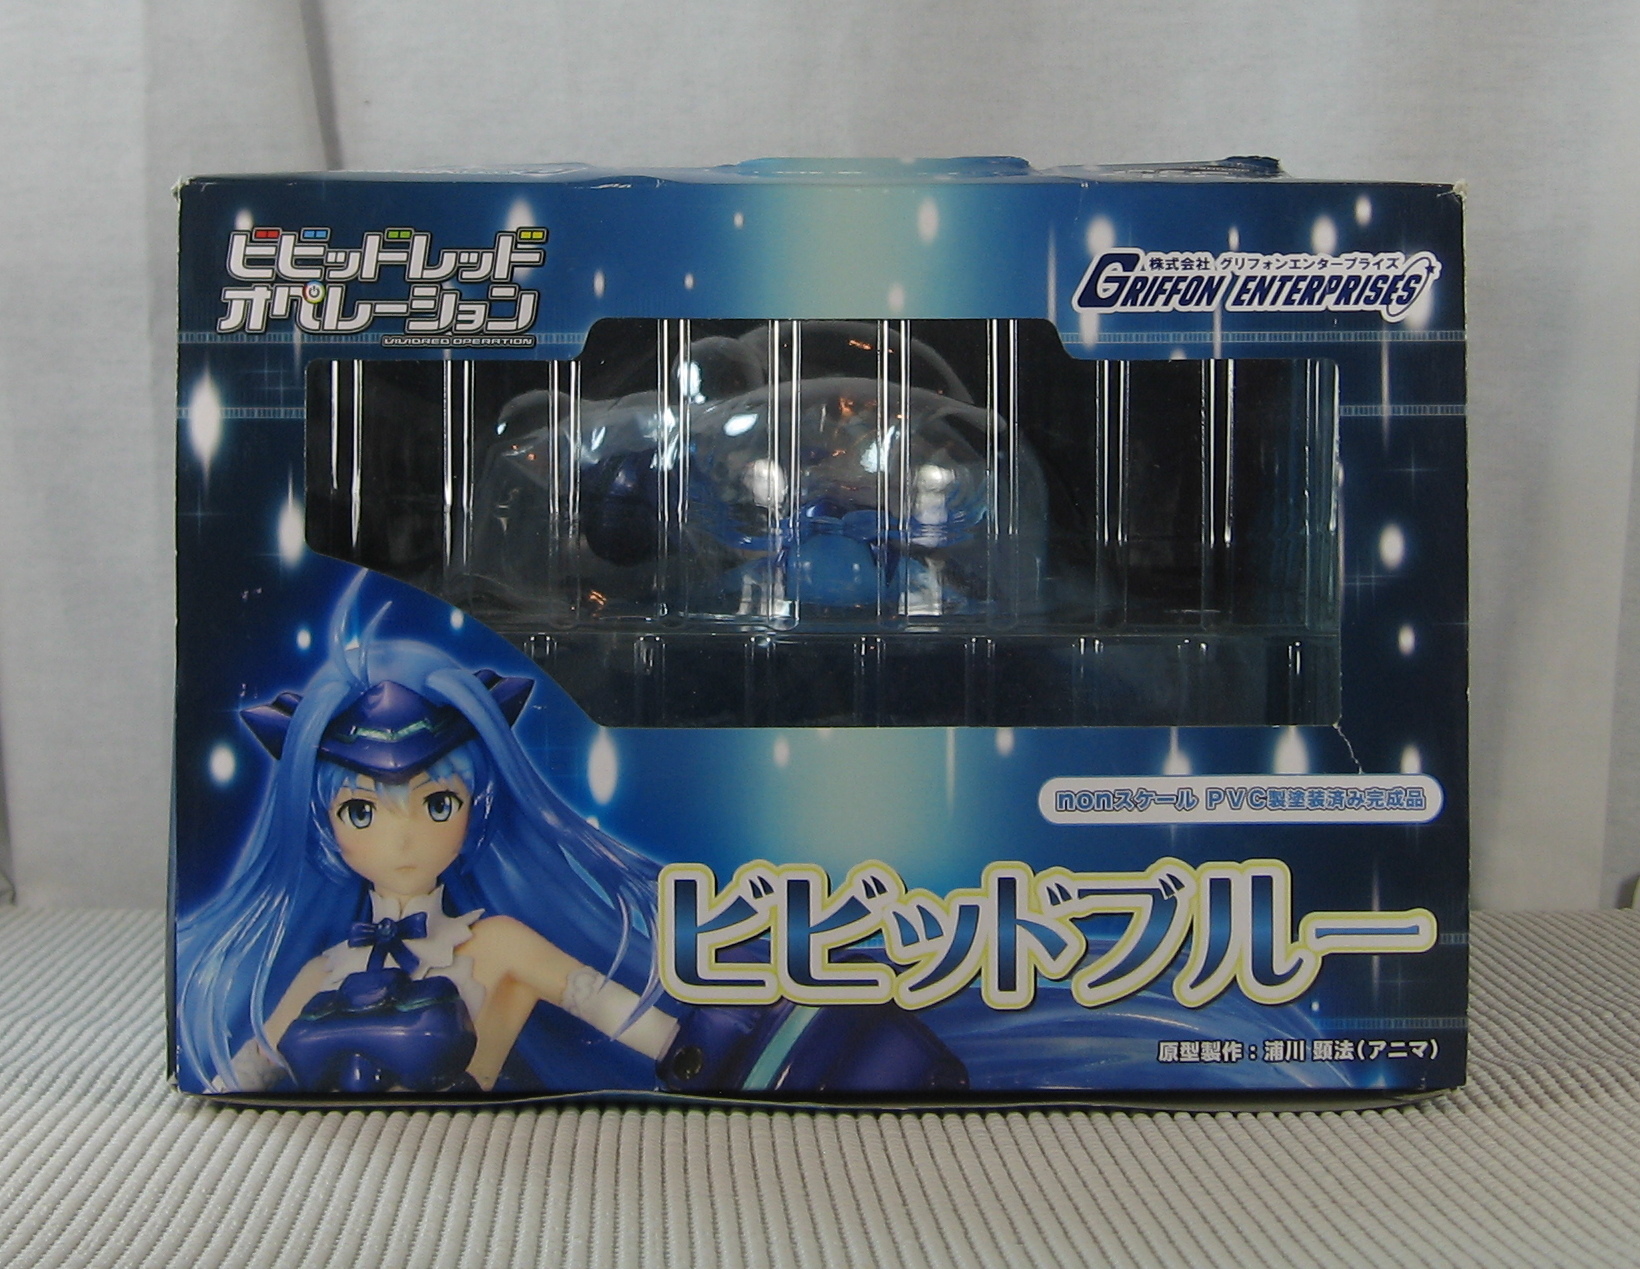 ビビッドレッド
オペレーション
VIVIDRED OPERATION
株式会社 グリフォンエンタープライズ
GRIFFON ENTERPRISES
nonスケール PVC製塗装済み完成品
ビビッドブルー
原型製作：浦川 顕法（アニマ）